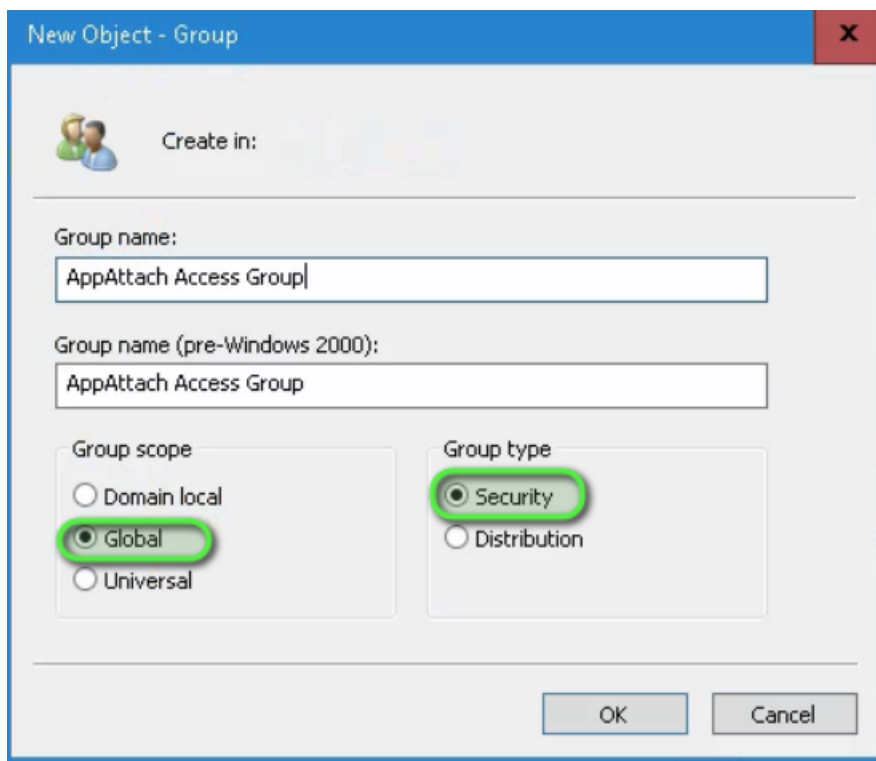 New Object - Group
x
Create in:
Group name:
AppAttach Access Group
Group name (pre-Windows 2000):
AppAttach Access Group
Group scope
Domain local
Global
Universal
Group type
Security
Distribution
OK
Cancel